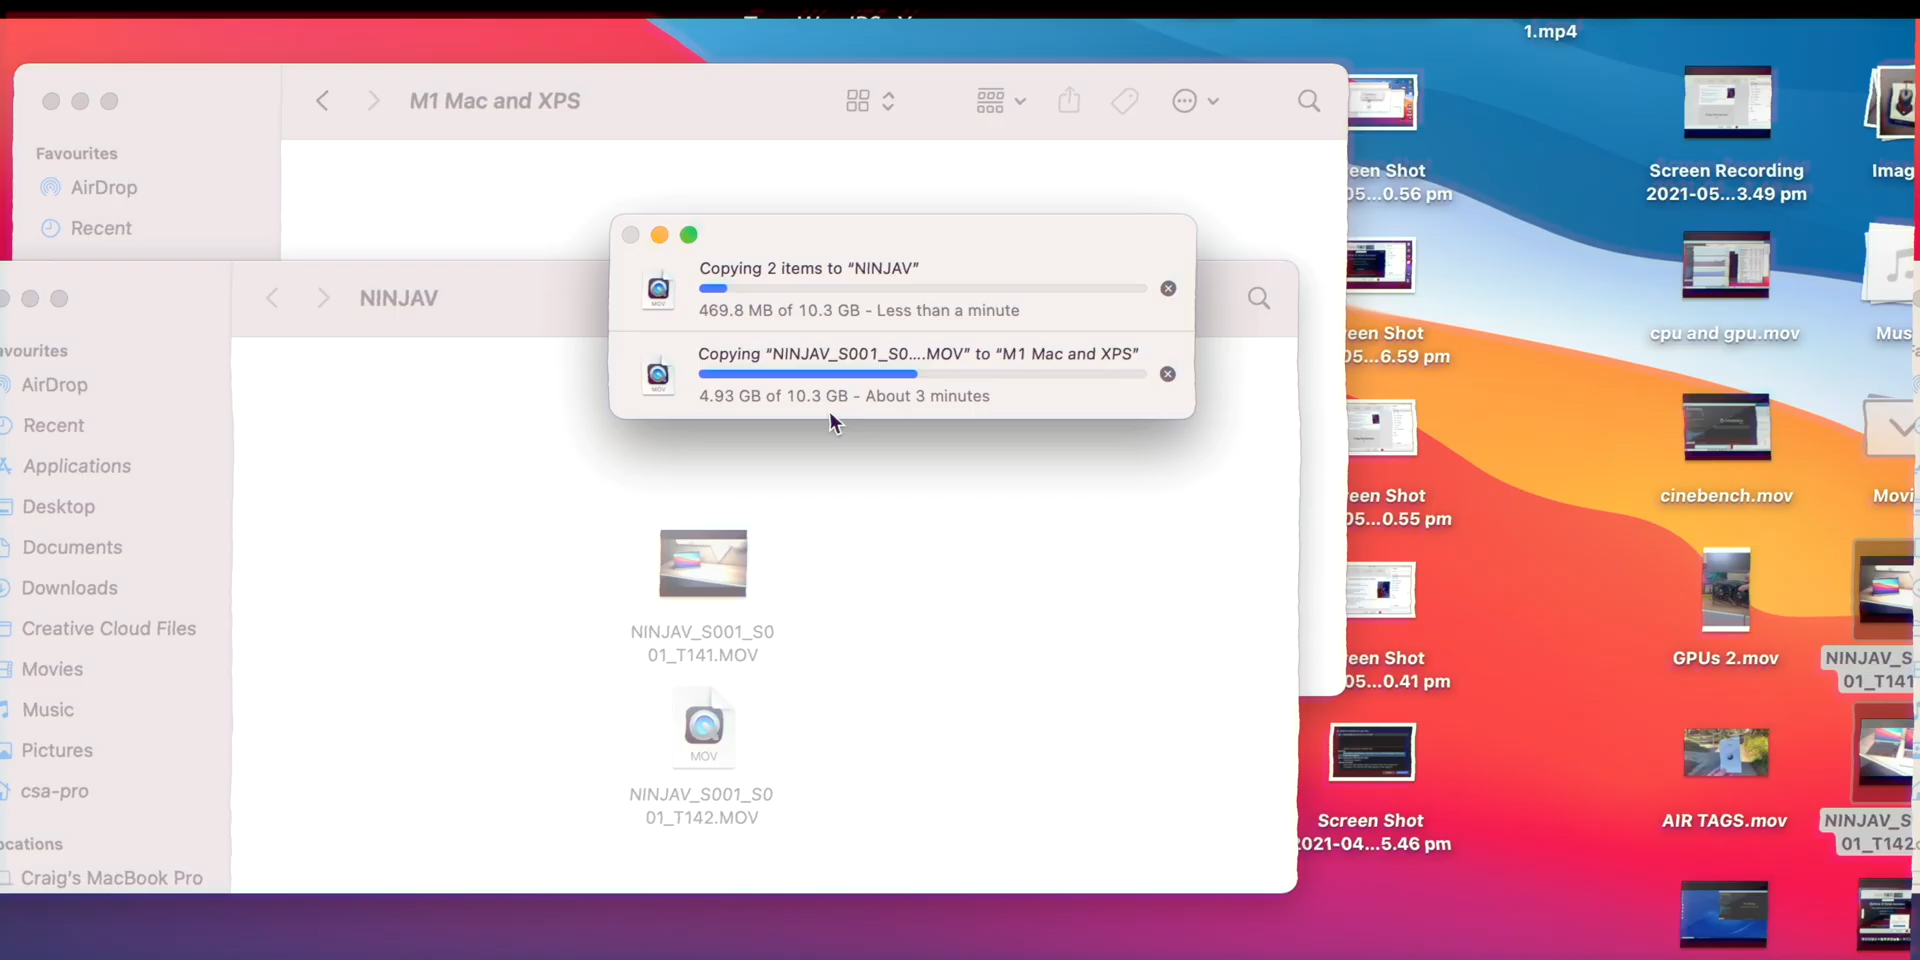 1.mp4
M1 Mac and XPS
Favourites
AirDrop
Recent
NINJAV
avourites
AirDrop
Recent
Applications
Desktop
Documents
Downloads
Creative Cloud Files
Movies
Music
Pictures
csa-pro
ocations
Craig's MacBook Pro
Copying 2 items to “NINJAV”
469.8 MB of 10.3 GB - Less than a minute
Copying “NINJAV_S001_S0....MOV” to “M1 Mac and XPS”
4.93 GB of 10.3 GB - About 3 minutes
NINJAV_S001_S0
01_T141.MOV
MOV
NINJAV_S001_S0
01_T142.MOV
een Shot
05...0.56 pm
een Shot
05...6.59 pm
een Shot
05...0.55 pm
een Shot
05...0.41 pm
Screen Shot
2021-04...5.46 pm
Screen Recording
2021-05...3.49 pm
cpu and gpu.mov
cinebench.mov
GPUs 2.mov
AIR TAGS.mov
Imag
Mus
Movi
NINJAV_S
01_T141
NINJAV_S
01_T142